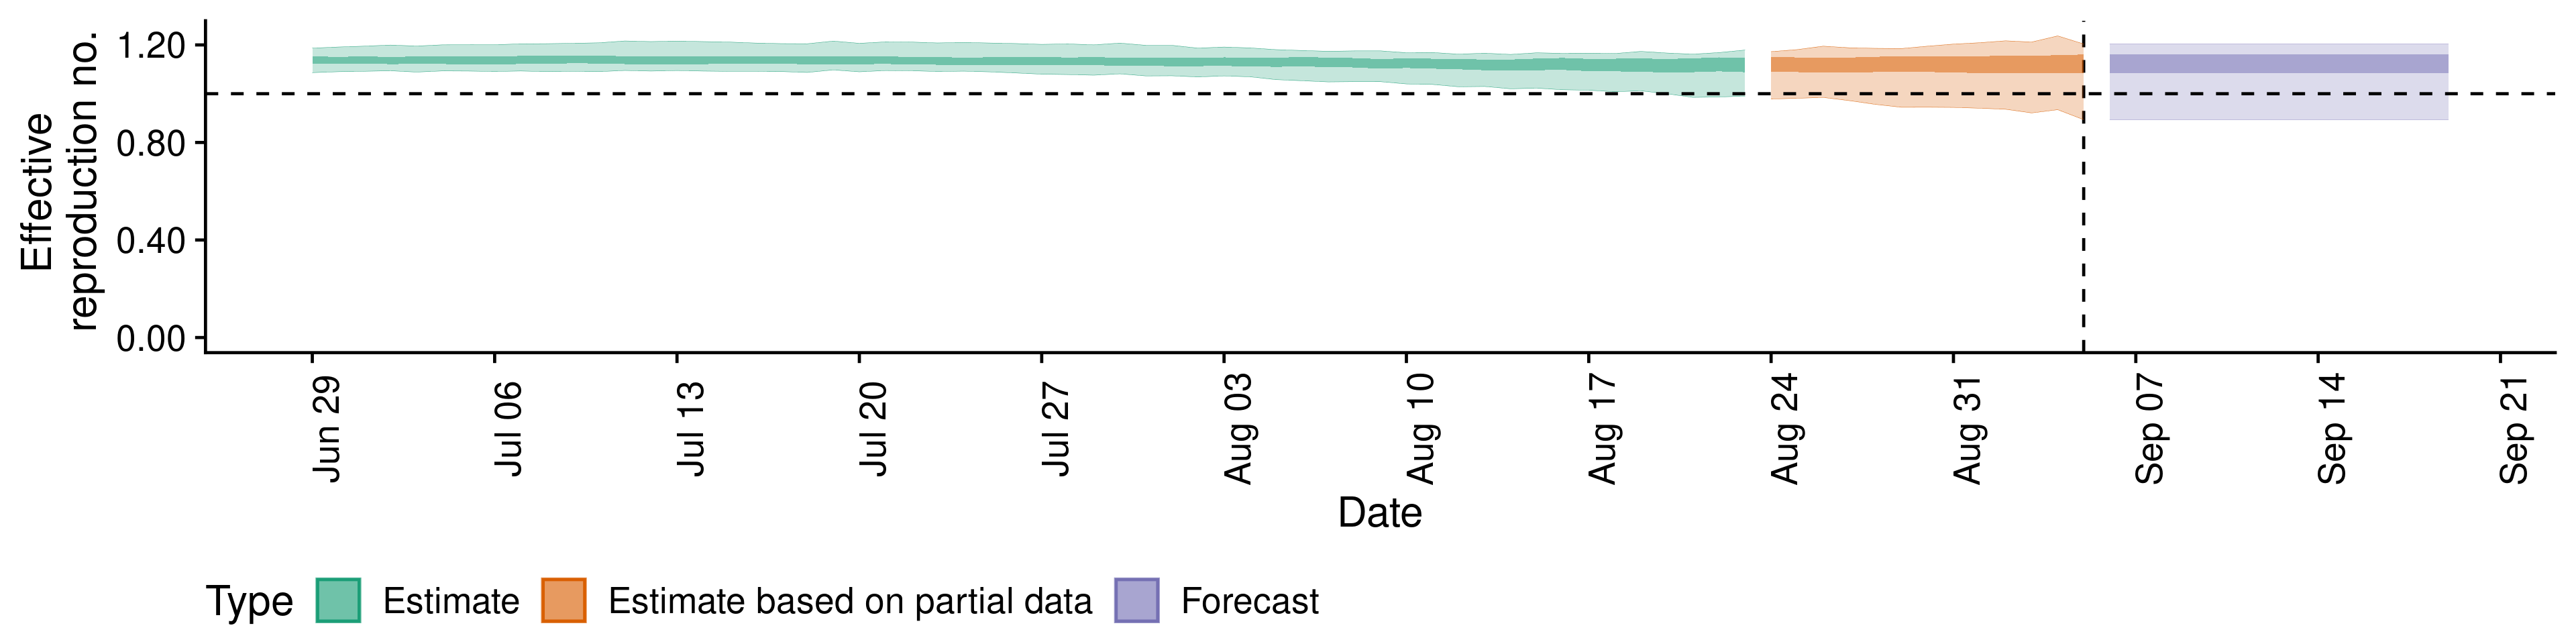 Effective
reproduction no.
1.20
0.80
0.40
0.00
Jun 29
Jul 06
Jul 13
Jul 20
Jul 27
Aug 03
Aug 10
Aug 17
Aug 24
Aug 31
Sep 07
Sep 14
Sep 21
Date
Type Estimate Estimate based on partial data Forecast